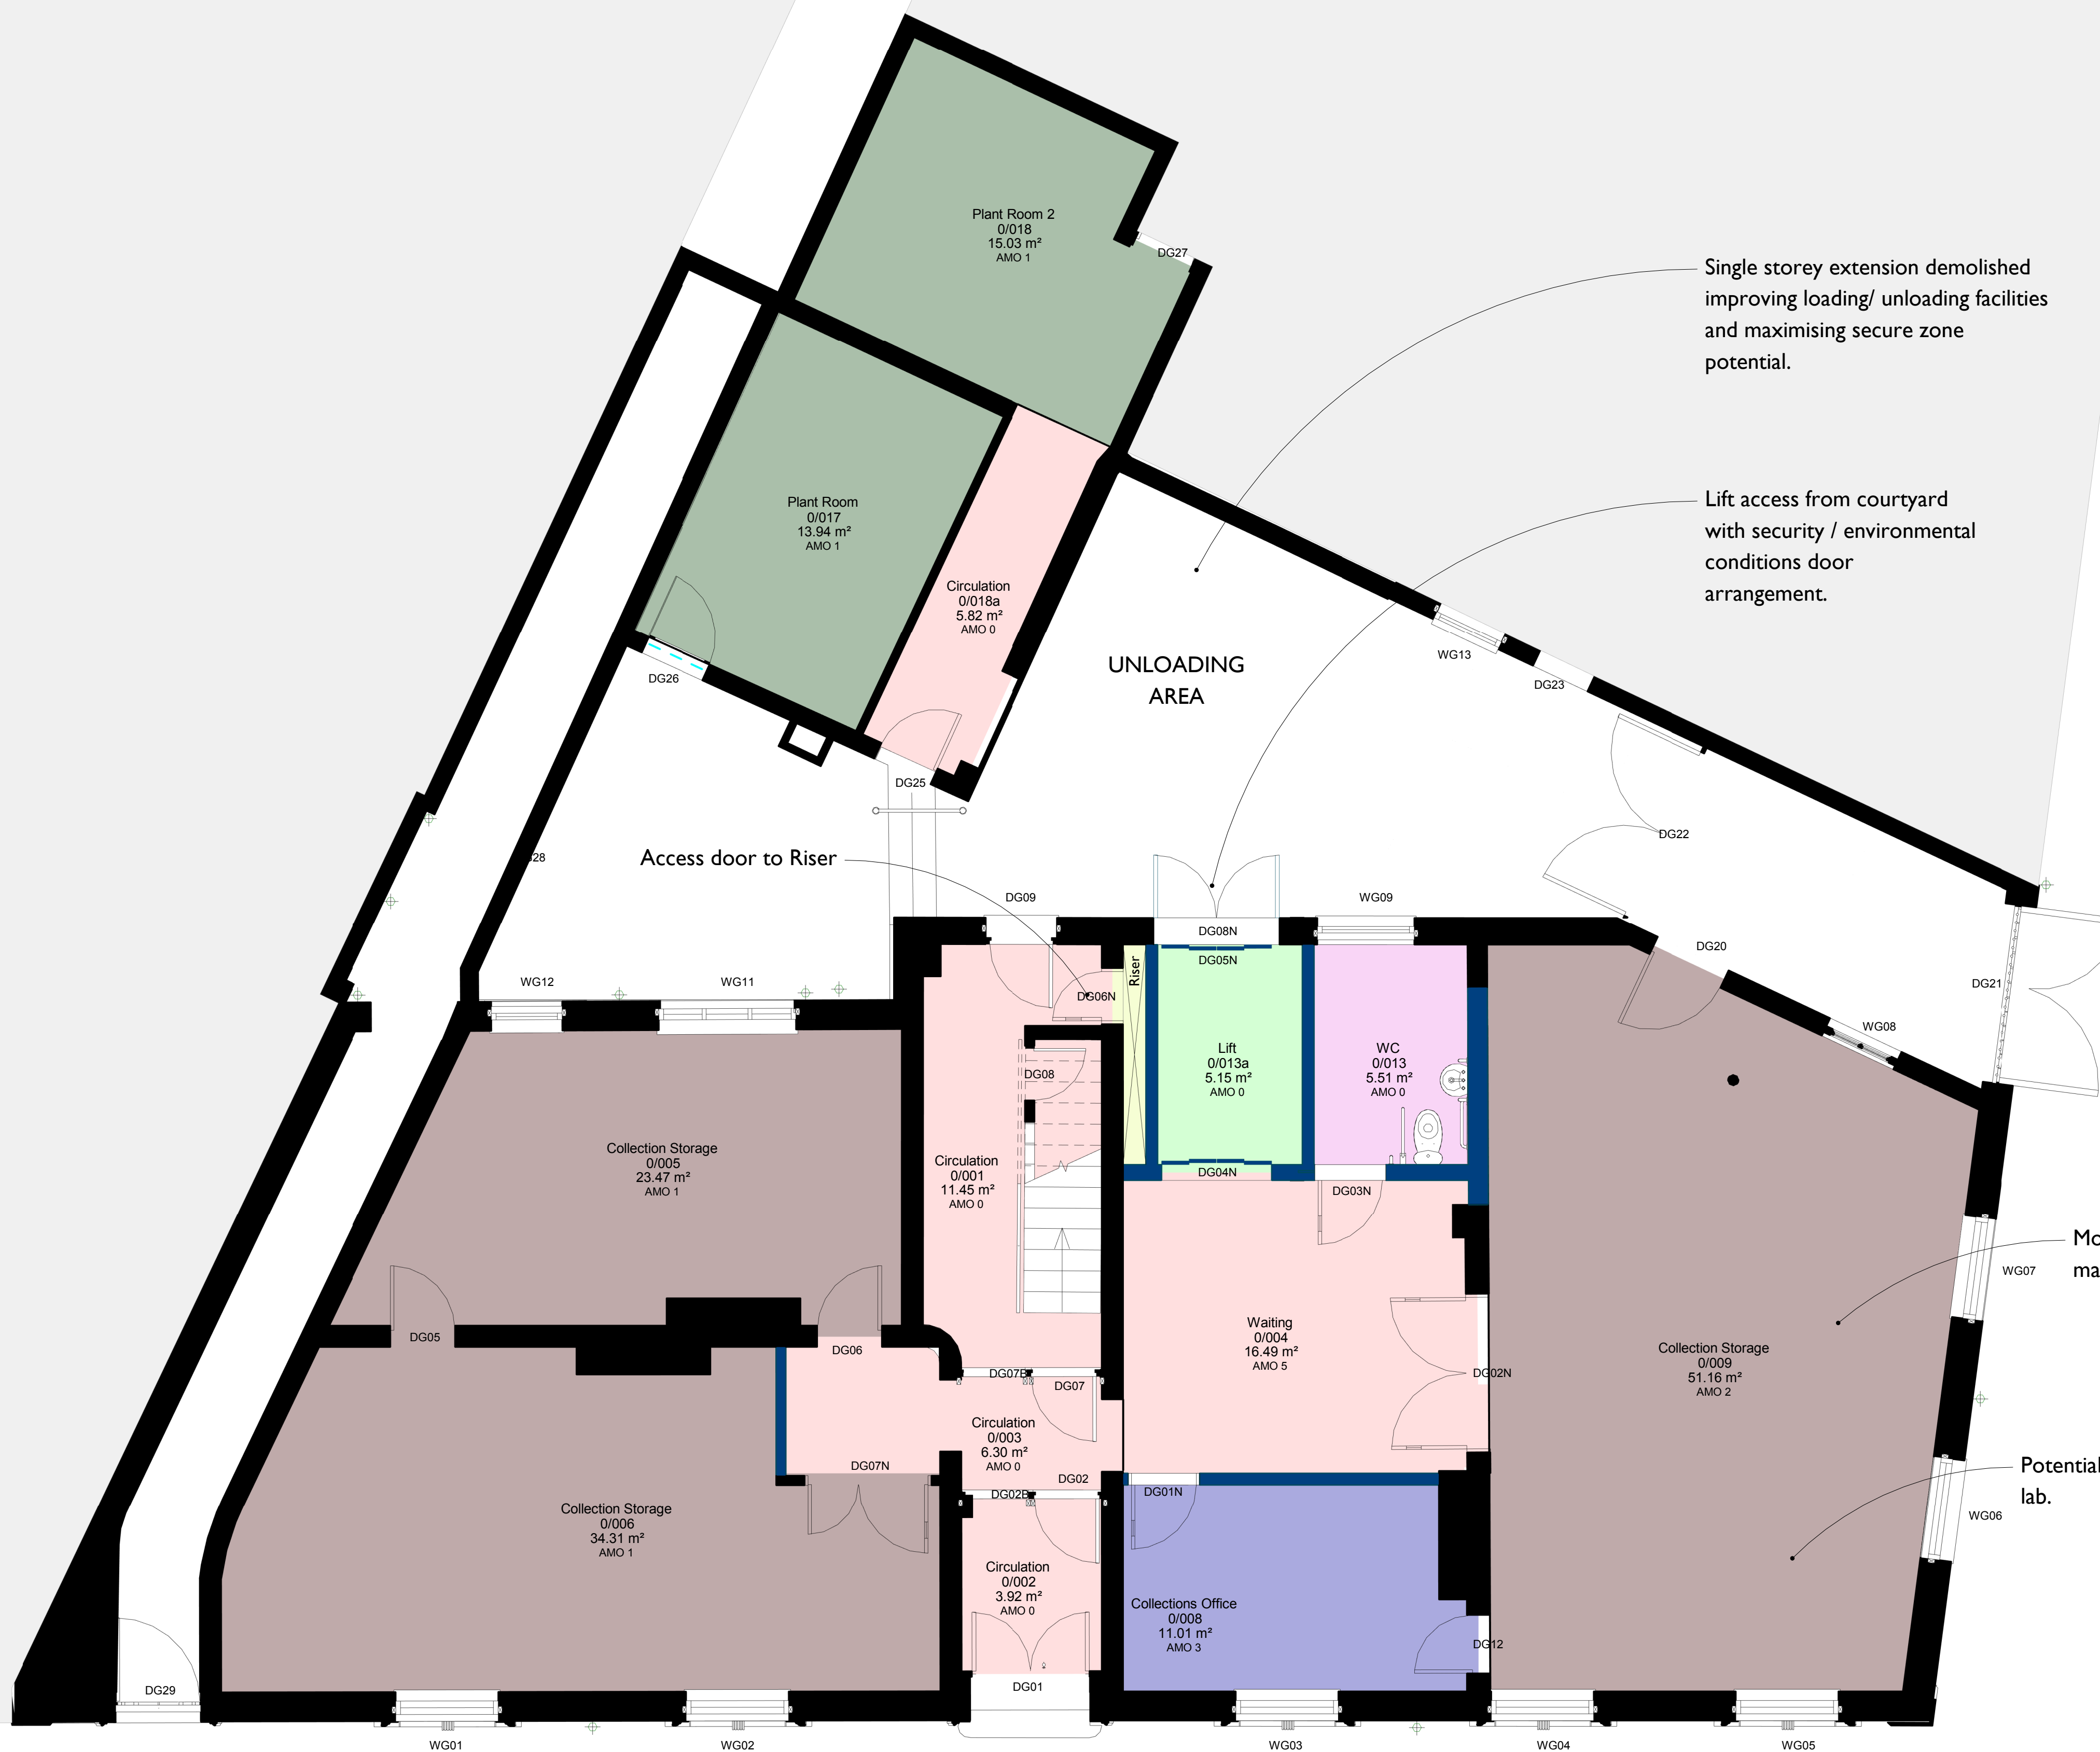 Plant Room 2
0/018
15.03 m²
AMO 1
DG27
Single storey extension demolished
improving loading/ unloading facilities
and maximising secure zone
potential.
Plant Room
0/017
13.94 m²
AMO 1
Lift access from courtyard
with security / environmental
conditions door
arrangement.
Circulation
0/018a
5.82 m²
AMO 0
UNLOADING
AREA
WG13
DG23
DG26
DG25
DG22
28
Access door to Riser
DG09
WG09
DG08N
DG20
DG05N
Riser
DG06N
WG12
WG11
DG21
WG08
Lift
0/013a
5.15 m²
AMO 0
WC
0/013
5.51 m²
AMO 0
DG08
Collection Storage
0/005
23.47 m²
AMO 1
Circulation
0/001
11.45 m²
AMO 0
DG04N
DG03N
Mo
ma
WG07
DG05
DG06
Waiting
0/004
16.49 m²
AMO 5
Collection Storage
0/009
51.16 m²
AMO 2
DG07B
DG07
DG02N
Circulation
0/003
6.30 m²
AMO 0
DG07N
DG02
DG02B
DG01N
Potential
lab.
WG06
Collection Storage
0/006
34.31 m²
AMO 1
Circulation
0/002
3.92 m²
AMO 0
Collections Office
0/008
11.01 m²
AMO 3
DG12
DG29
DG01
WG01
WG02
WG03
WG04
WG05